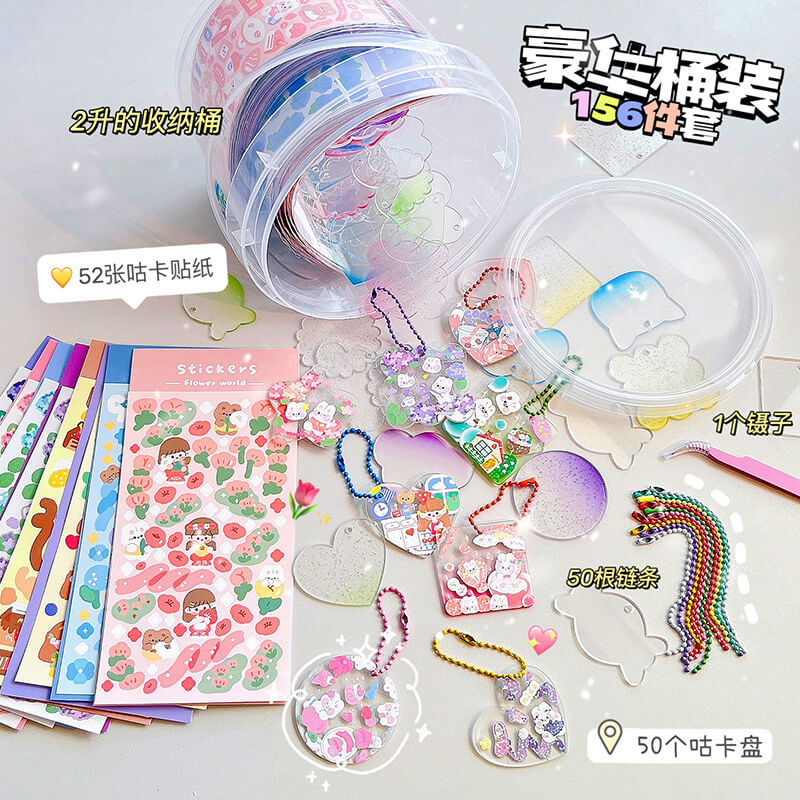 豪华桶装
156件套
2升的收纳桶
52张咕卡贴纸
Stickers
Flower world
1个镊子
50根链条
50个咕卡盘